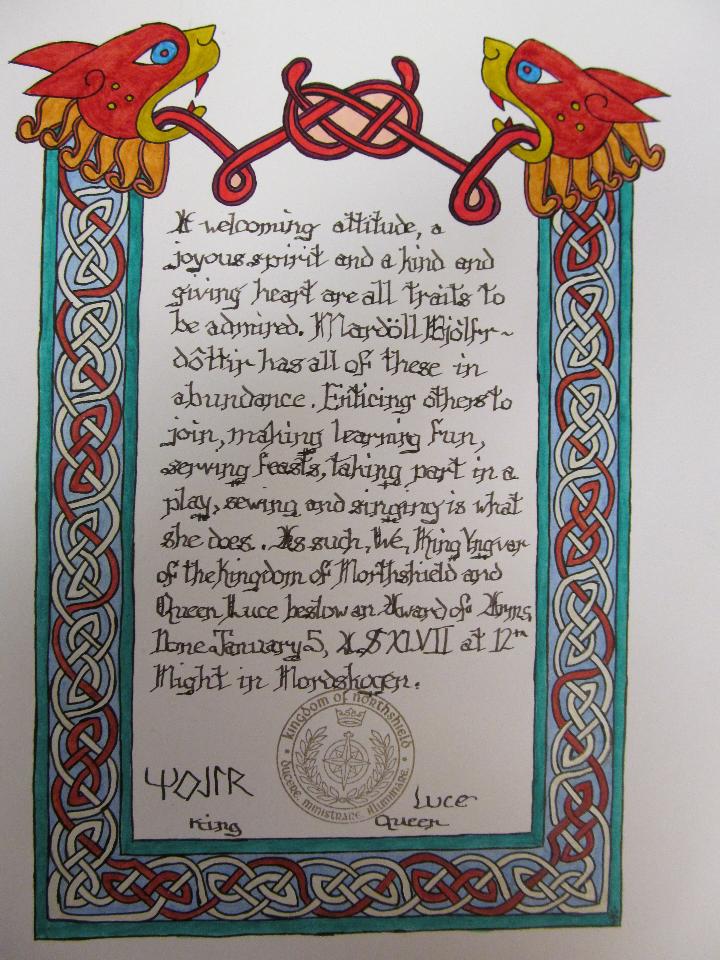 A welcoming attitude, a
joyous spirit and a kind and
giving heart are all traits to
be admired. Mardöll Bjölfr~
dôttir has all of these in
abundance. Enticing others to
join, making learning fun,
serving feasts, taking part in a
play, sewing and singing is what
she does. As such, We, King Yngvar
of the Kingdom of Northshield and
Queen Luce bestow an Award of Arms.
Done January 5, AS XLVII at 12th
Night in Nordskogen.
Kingdom of Northshield
ducere ministrare illuminare
King
Luce
Queen